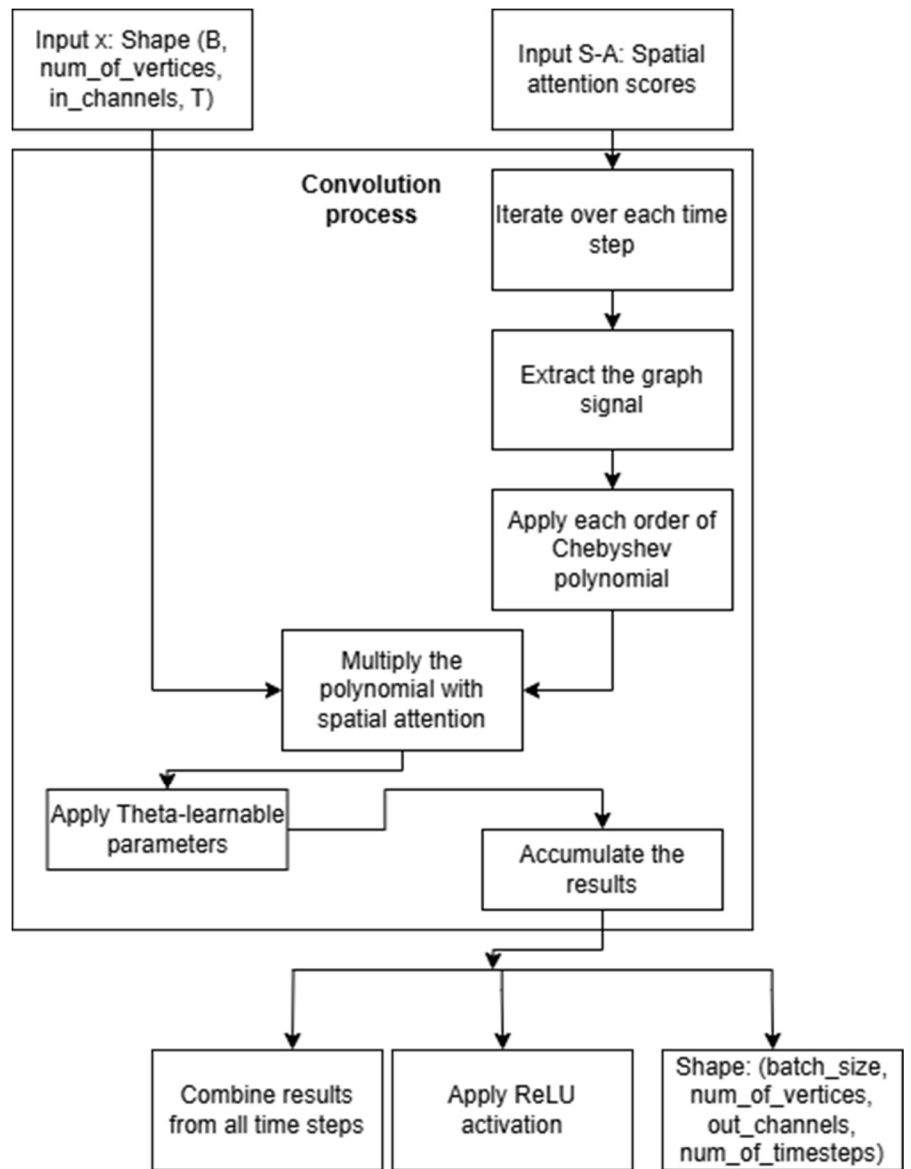 Input x: Shape (B,
num_of_vertices,
in_channels, T)
Input S-A: Spatial
attention scores
Convolution
process
Iterate over each time
step
Extract the graph
signal
Apply each order of
Chebyshev
polynomial
Multiply the
polynomial with
spatial attention
Apply Theta-learnable
parameters
Accumulate the
results
Combine results
from all time steps
Apply ReLU
activation
Shape: (batch_size,
num_of_vertices,
out_channels,
num_of_timesteps)